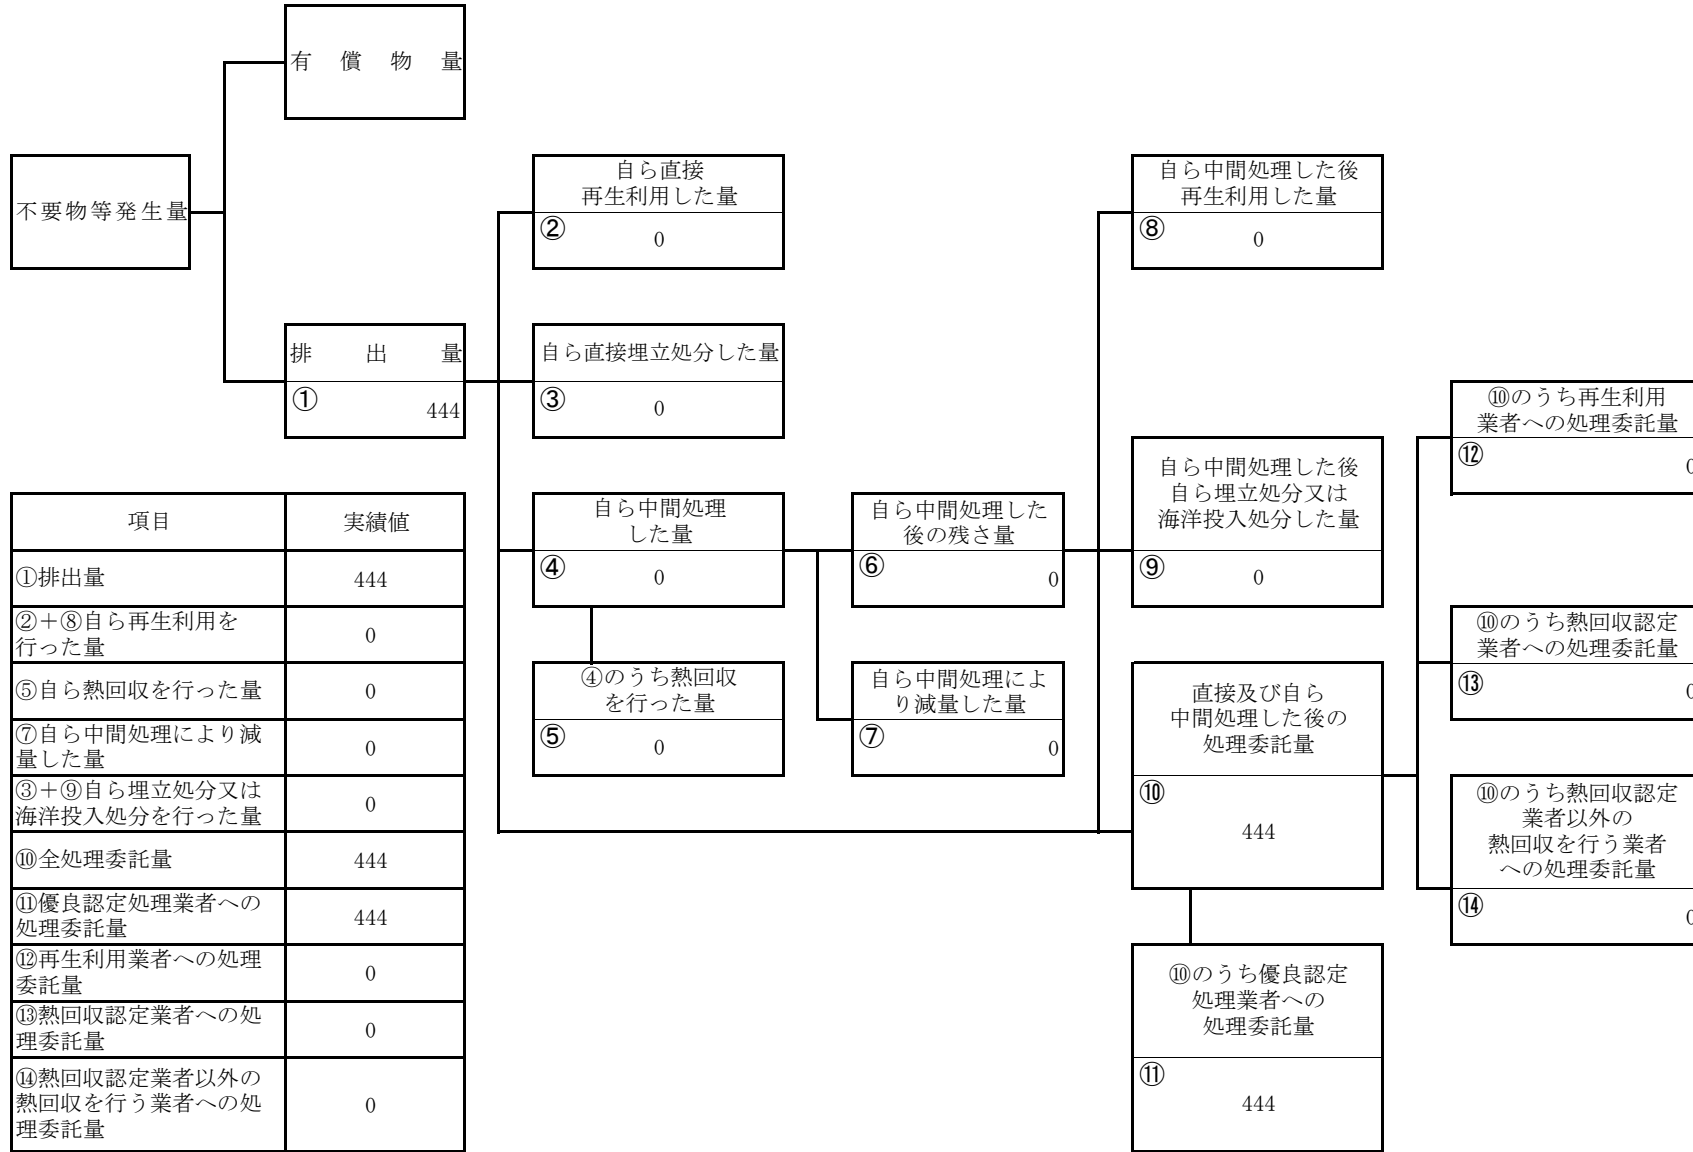 有償物量
不要物等発生量
自ら直接
再生利用した量
②
0
自ら中間処理した後
再生利用した量
⑧
0
排出量
①
444
自ら直接埋立処分した量
③
0
⑩のうち再生利用
業者への処理委託量
⑫
0
自ら中間処理
した量
④
0
自ら中間処理した
後の残さ量
⑥
0
自ら中間処理した後
自ら埋立処分又は
海洋投入処分した量
⑨
0
⑩のうち熱回収認定
業者への処理委託量
⑬
0
④のうち熱回収
を行った量
⑤
0
自ら中間処理によ
り減量した量
⑦
0
直接及び自ら
中間処理した後の
処理委託量
⑩
444
⑩のうち熱回収認定
業者以外の
熱回収を行う業者
への処理委託量
⑭
0
⑩のうち優良認定
処理業者への
処理委託量
⑪
444
項目 実績値
①排出量 444
②＋⑧自ら再生利用を
行った量 0
⑤自ら熱回収を行った量 0
⑦自ら中間処理により減
量した量 0
③＋⑨自ら埋立処分又は
海洋投入処分を行った量 0
⑩全処理委託量 444
⑪優良認定処理業者への
処理委託量 444
⑫再生利用業者への処理
委託量 0
⑬熱回収認定業者への処
理委託量 0
⑭熱回収認定業者以外の
熱回収を行う業者への処
理委託量 0